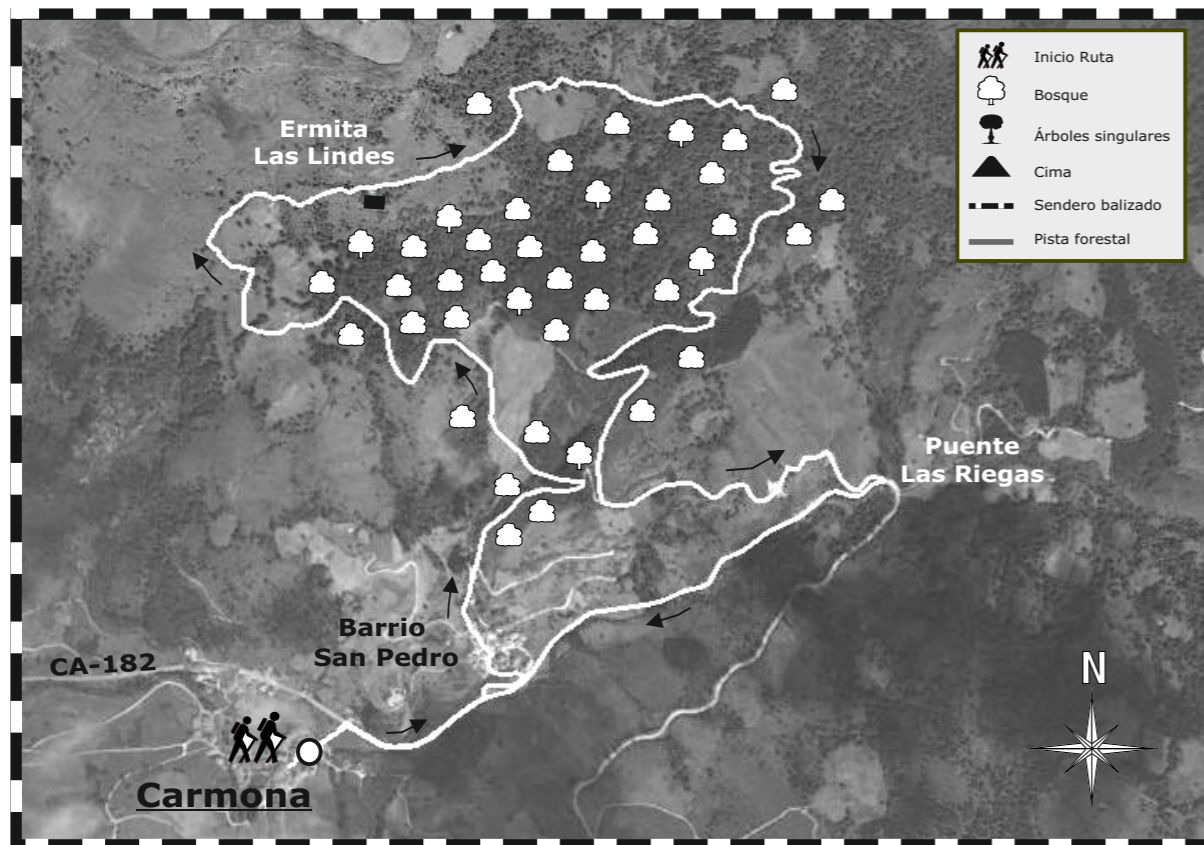 Inicio Ruta
Bosque
Árboles singulares
Cima
Sendero balizado
Pista forestal
Ermita
Las Lindes
Puente
Las Riegas
Barrio
San Pedro
CA-182
N
Carmona